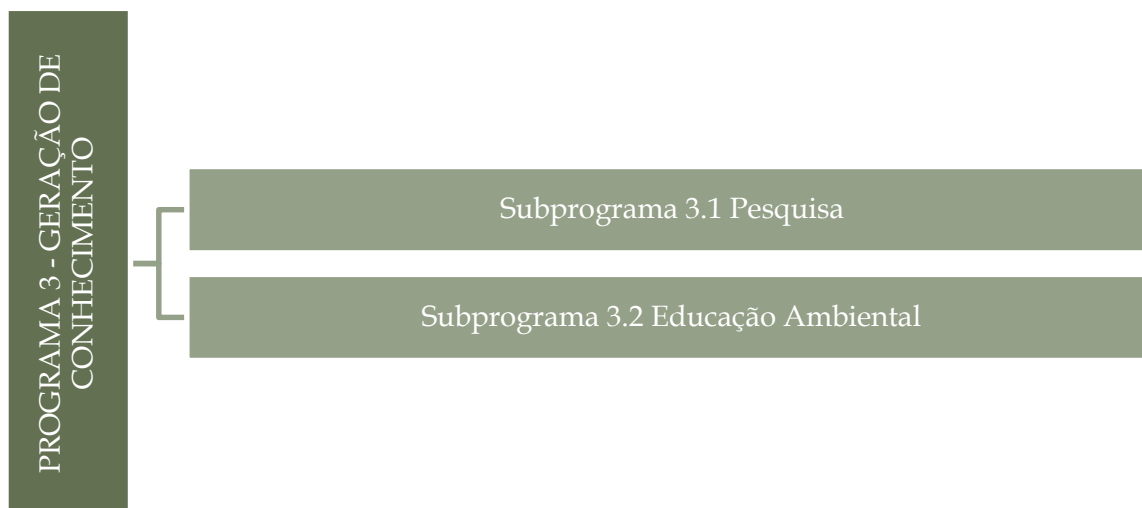 PROGRAMA 3 - GERAÇÃO DE
CONHECIMENTO
Subprograma 3.1 Pesquisa
Subprograma 3.2 Educação Ambiental